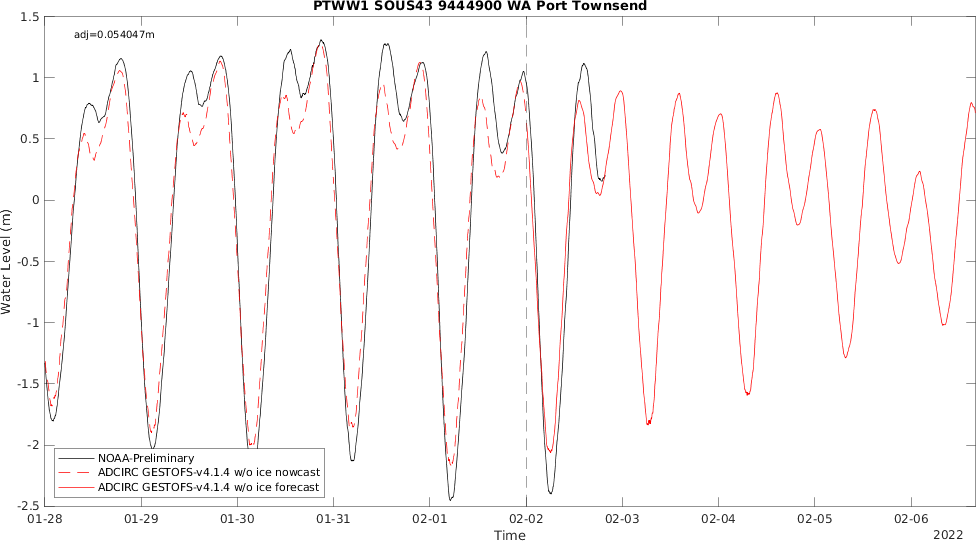 PTWW1 SOUS43 9444900 WA Port Townsend
adj=0.054047m
Water Level (m)
1.5
1
0.5
0
-0.5
-1
-1.5
-2
-2.5
NOAA-Preliminary
ADCIRC GESTOFS-v4.1.4 w/o ice nowcast
ADCIRC GESTOFS-v4.1.4 w/o ice forecast
01-28 01-29 01-30 01-31 02-01 02-02 02-03 02-04 02-05 02-06
Time
2022